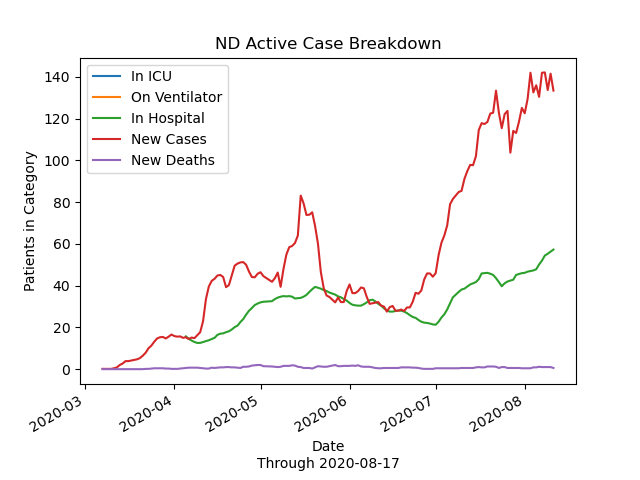 ND Active Case Breakdown
In ICU
On Ventilator
In Hospital
New Cases
New Deaths
Patients in Category
140
120
100
80
60
40
20
0
2020-03
2020-04
2020-05
2020-06
2020-07
2020-08
Date
Through 2020-08-17